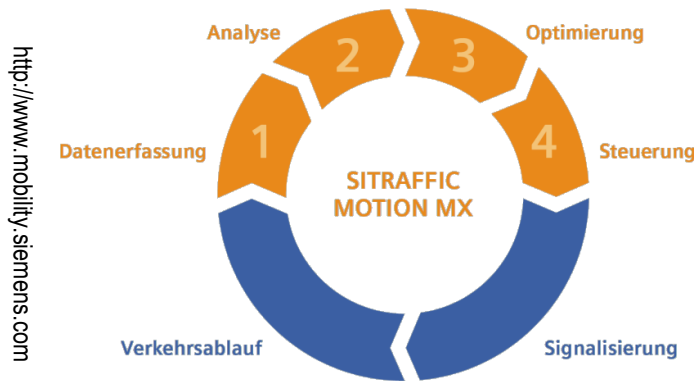 http://www.mobility.siemens.com
Analyse
2
3
Optimierung
Datenerfassung
1
4
Steuerung
SITRAFFIC
MOTION MX
Verkehrsablauf
Signalisierung